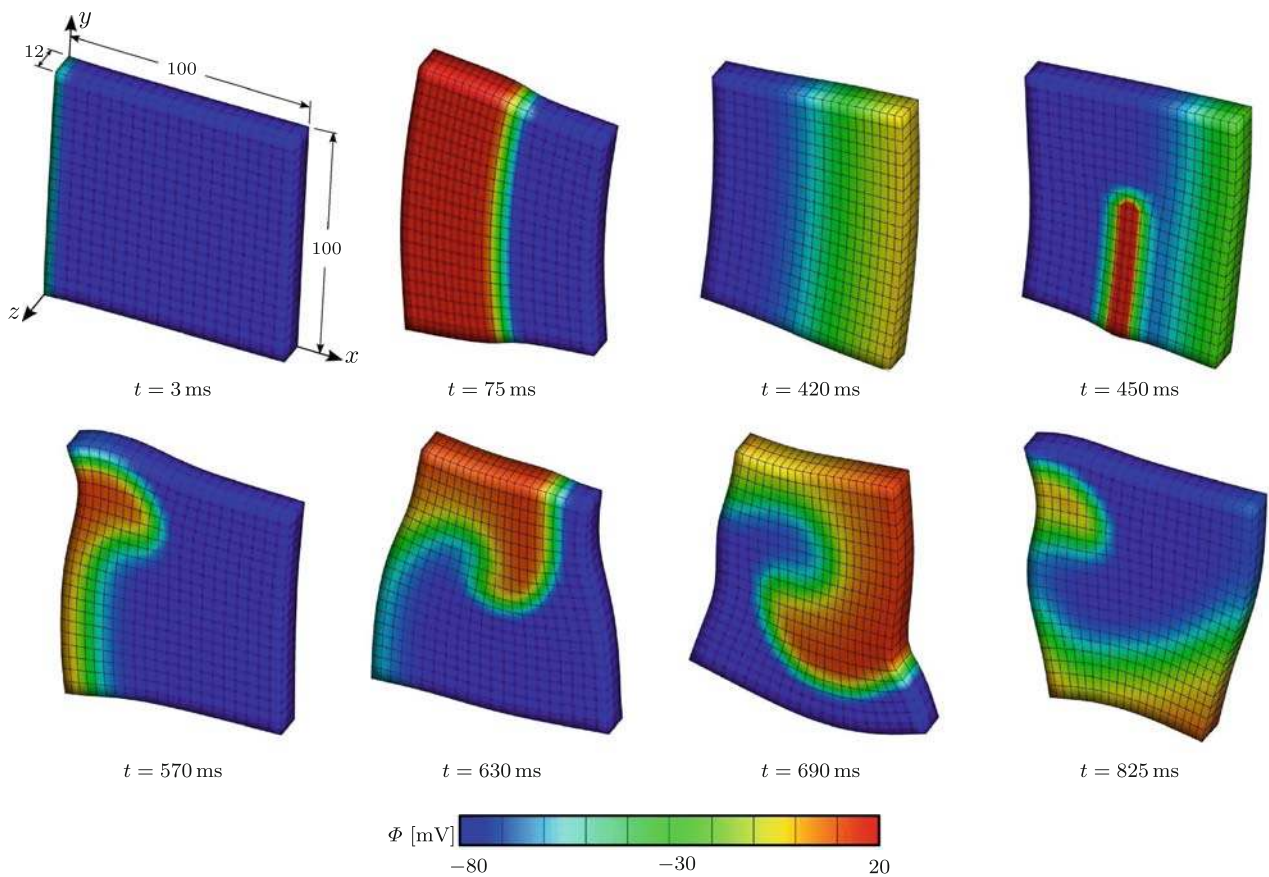 y
12
100
100
z
x
t = 3 ms
t = 75 ms
t = 420 ms
t = 450 ms
t = 570 ms
t = 630 ms
t = 690 ms
t = 825 ms
Φ [mV]
−80
−30
20